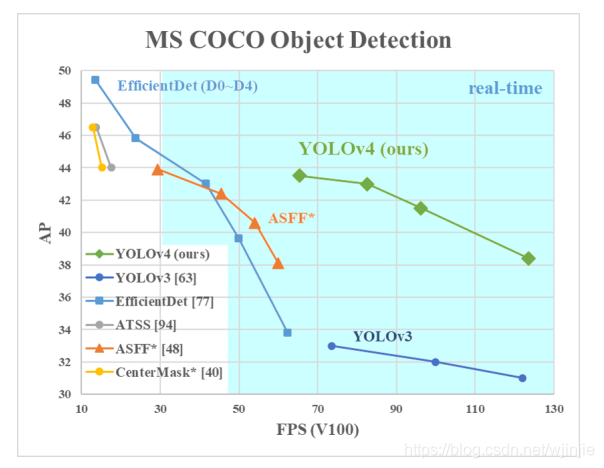 MS COCO Object Detection
50
EfficientDet (D0~D4)
real-time
48
46
YOLOv4 (ours)
44
42
ASFF*
AP
40
YOLOv4 (ours)
38
YOLOv3 [63]
36
EfficientDet [77]
34
ATSS [94]
YOLOv3
ASFF* [48]
32
CenterMask* [40]
30
10 30 50 70 90 110 130
FPS (V100)
https://blog.csdn.net/wjinjie